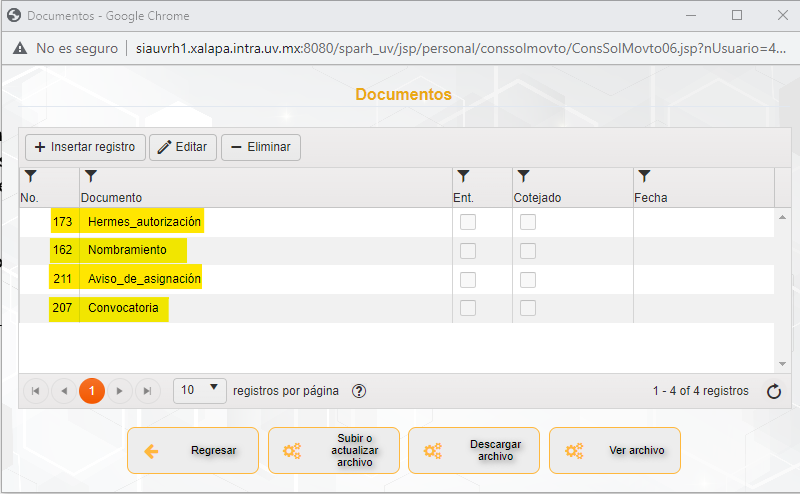 Documentos - Google Chrome
No es seguro | siauvrh1.xalapa.intra.uv.mx:8080/sparh_uv/jsp/personal/conssolmovto/ConsSolMovto06.jsp?nUsuario=4...
Documentos
+ Insertar registro Editar − Eliminar
No. Documento Ent. Cotejado Fecha
173 Hermes_autorización
162 Nombramiento
211 Aviso_de_asignación
207 Convocatoria
1 10 registros por página ? 1 - 4 of 4 registros
Regresar
Subir o
actualizar
archivo
Descargar
archivo
Ver archivo